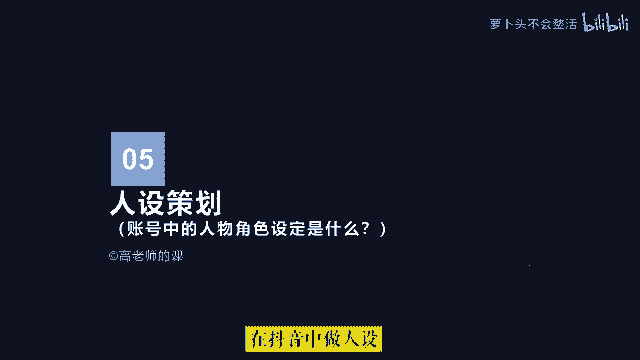 萝卜头不会整活 bilibili
05
人设策划
（账号中的人物角色设定是什么？）
©高老师的课
在抖音中做人设